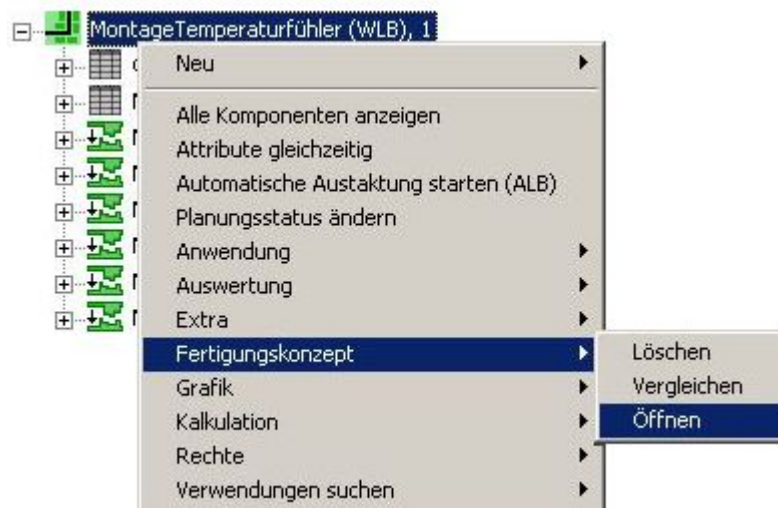 MontageTemperaturfühler (WLB), 1
Neu
Alle Komponenten anzeigen
Attribute gleichzeitig
Automatische Austaktung starten (ALB)
Planungsstatus ändern
Anwendung
Auswertung
Extra
Fertigungskonzept
Löschen
Grafik
Vergleichen
Kalkulation
Öffnen
Rechte
Verwendungen suchen